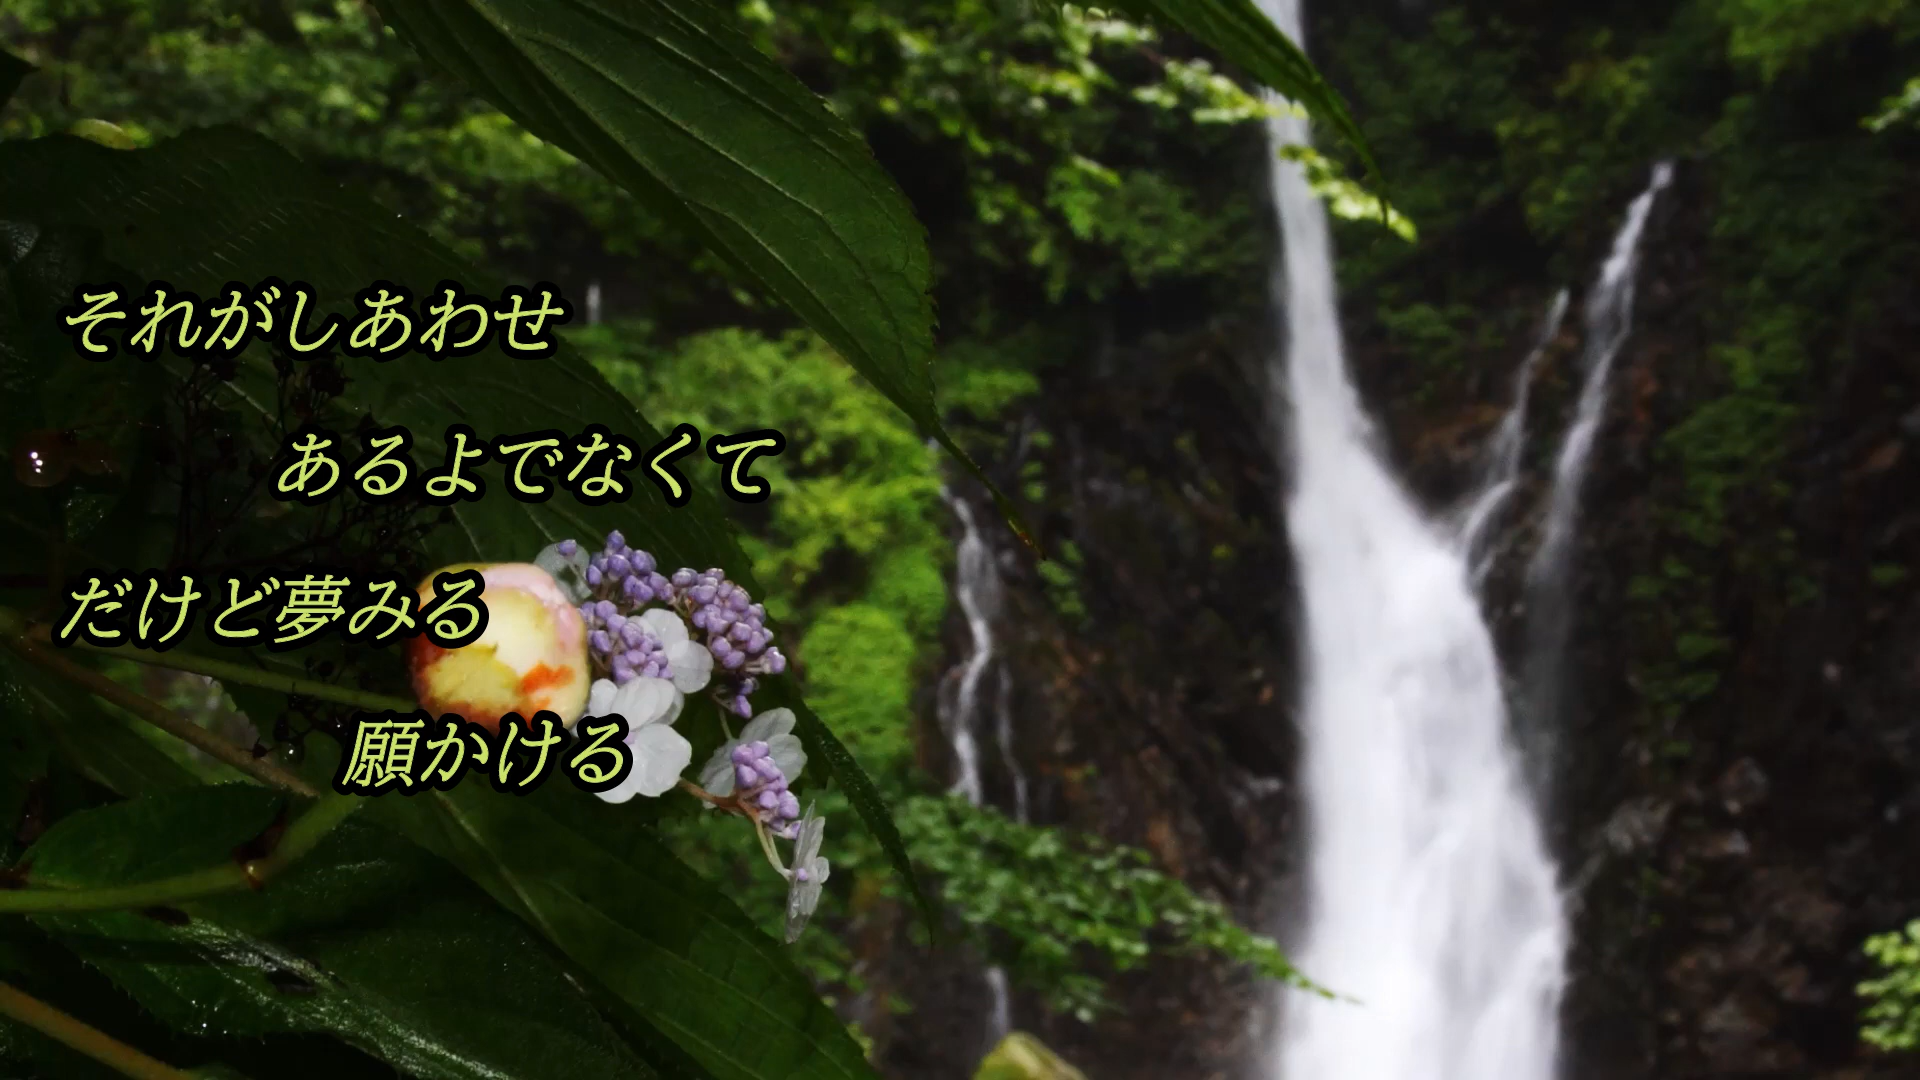 それがしあわせ
あるよでなくて
だけど夢みる
願かける